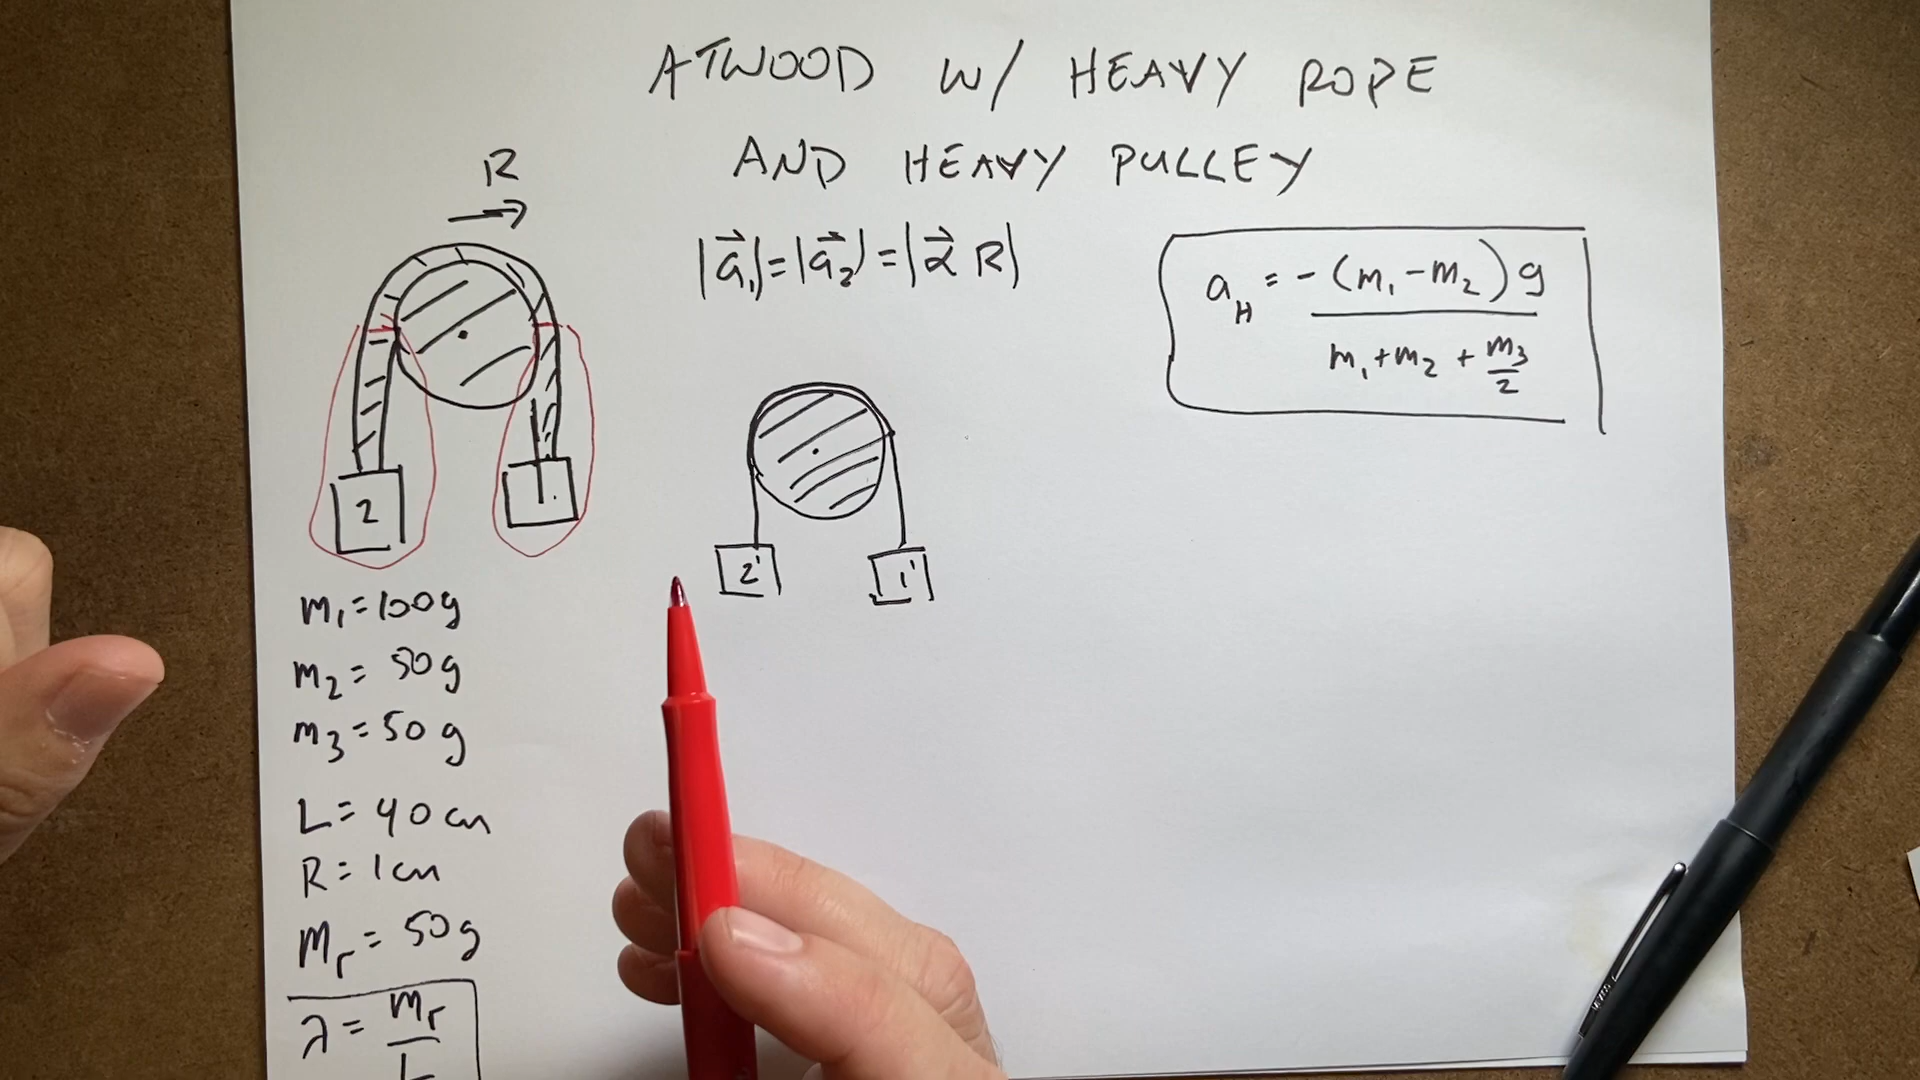 ATWOOD W/ HEAVY ROPE
AND HEAVY PULLEY
R
|a⃗₁|=|a⃗₂|=|α⃗ R|
a_H = -(m₁-m₂)g / (m₁+m₂+m₃/2)
2
1
2'
1'
m₁=100g
m₂=50g
m₃=50g
L=40cm
R=1cm
m_r=50g
λ=m_r/L